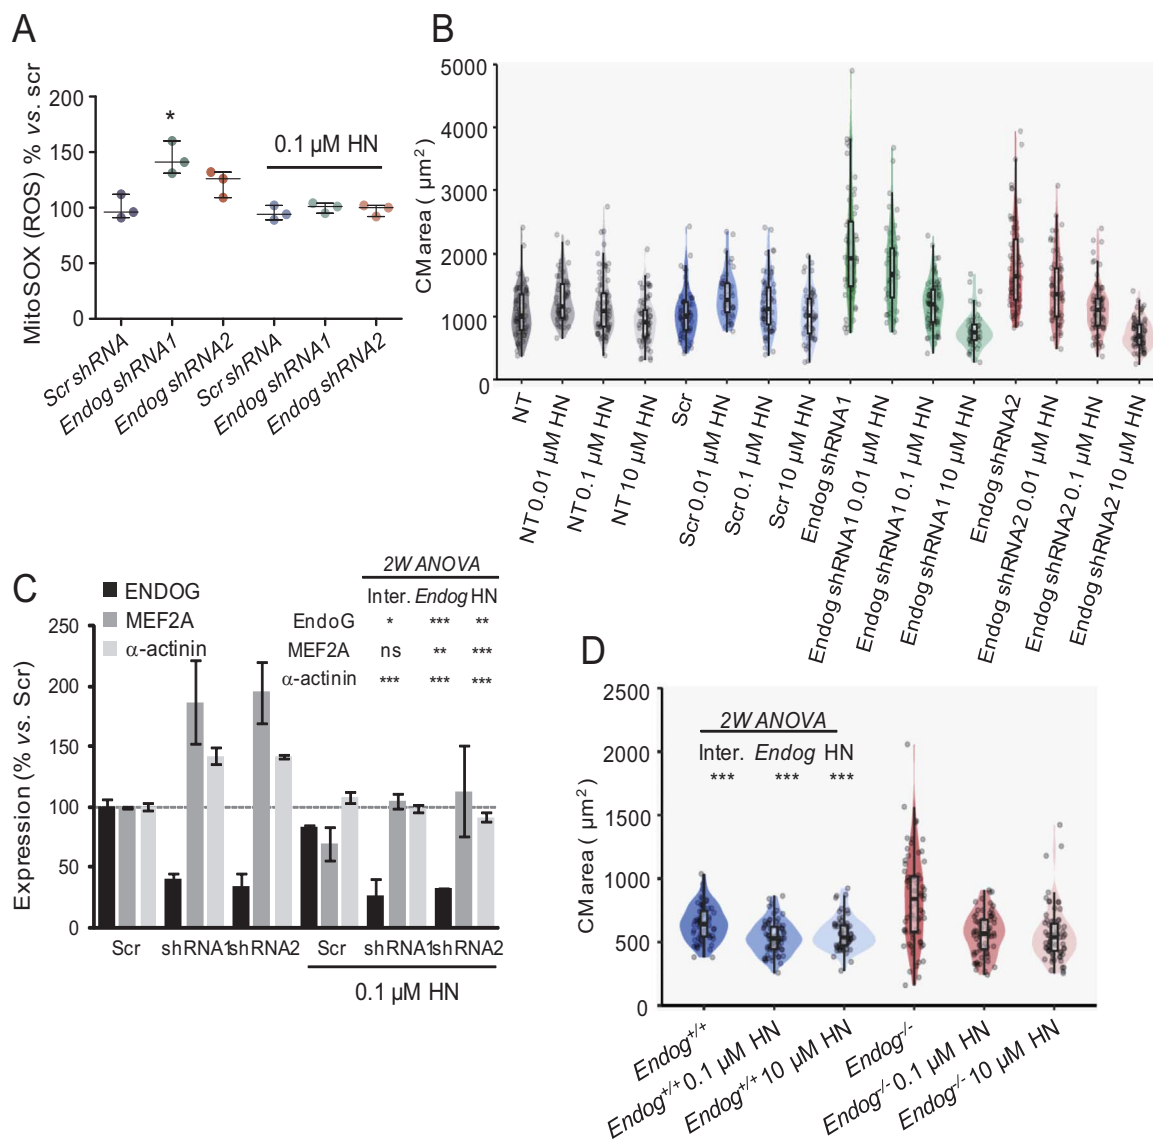 A
MitoSOX (ROS) % vs. scr
200
150
100
50
0
*
0.1 µM HN
Scr shRNA
Endog shRNA1
Endog shRNA2
Scr shRNA
Endog shRNA1
Endog shRNA2
B
CM area ( µm²)
5000
4000
3000
2000
1000
0
NT
NT 0.01 µM HN
NT 0.1 µM HN
NT 10 µM HN
Scr
Scr 0.01 µM HN
Scr 0.1 µM HN
Scr 10 µM HN
Endog shRNA1
Endog shRNA1 0.01 µM HN
Endog shRNA1 0.1 µM HN
Endog shRNA1 10 µM HN
Endog shRNA2
Endog shRNA2 0.01 µM HN
Endog shRNA2 0.1 µM HN
Endog shRNA2 10 µM HN
C
ENDOG
MEF2A
α-actinin
2W ANOVA
Inter. Endog HN
EndoG * *** **
MEF2A ns ** ***
α-actinin *** *** ***
Expression (% vs. Scr)
250
200
150
100
50
0
Scr shRNA1 shRNA2 Scr shRNA1 shRNA2
0.1 µM HN
D
CM area ( µm²)
2500
2000
1500
1000
500
0
2W ANOVA
Inter. Endog HN
*** *** ***
Endog+/+
Endog+/+ 0.1 µM HN
Endog+/+ 10 µM HN
Endog-/-
Endog-/- 0.1 µM HN
Endog-/- 10 µM HN